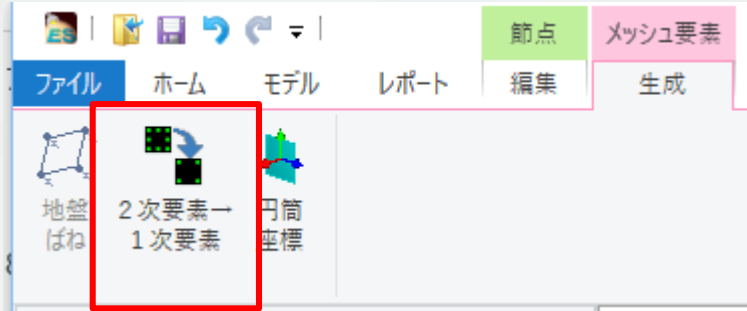 ES
節点
メッシュ要素
ファイル
ホーム
モデル
レポート
編集
生成
地盤
ばね
２次要素→
１次要素
円筒
座標